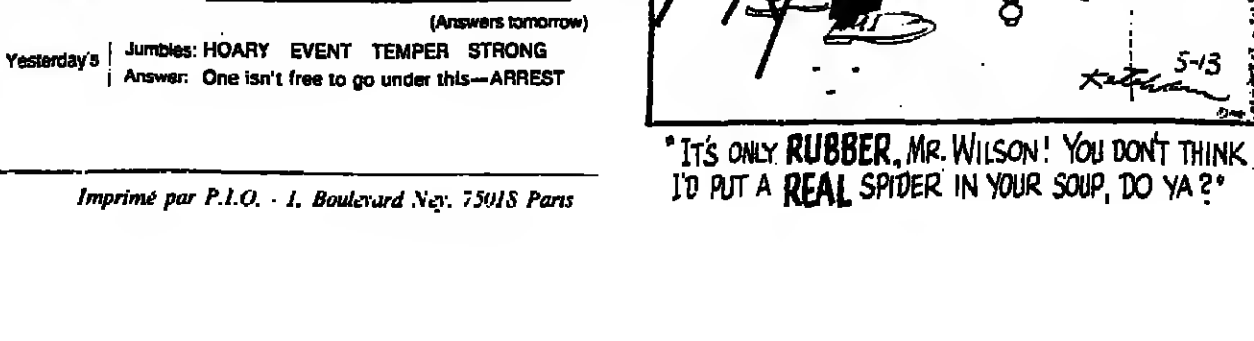 (Answers tomorrow)
Yesterday's
Jumbles: HOARY EVENT TEMPER STRONG
Answer: One isn't free to go under this—ARREST
Imprimé par P.I.O. - 1, Boulevard Ney, 75018 Paris
Ketcham
5-13
"IT'S ONLY RUBBER, MR. WILSON! YOU DON'T THINK
I'D PUT A REAL SPIDER IN YOUR SOUP, DO YA?"